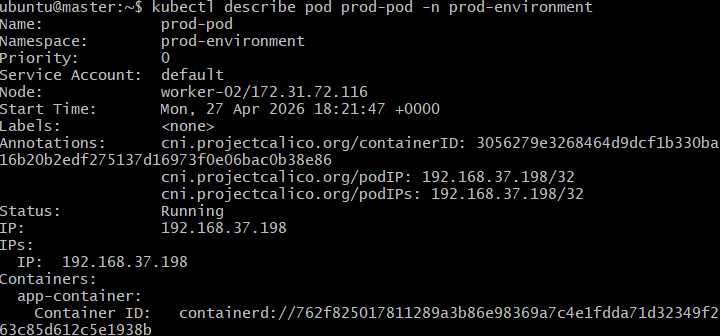 ubuntu@master:~$ kubectl describe pod prod-pod -n prod-environment
Name:             prod-pod
Namespace:        prod-environment
Priority:         0
Service Account:  default
Node:             worker-02/172.31.72.116
Start Time:       Mon, 27 Apr 2026 18:21:47 +0000
Labels:           <none>
Annotations:      cni.projectcalico.org/containerID: 3056279e3268464d9dcf1b330ba
16b20b2edf275137d16973f0e06bac0b38e86
                  cni.projectcalico.org/podIP: 192.168.37.198/32
                  cni.projectcalico.org/podIPs: 192.168.37.198/32
Status:           Running
IP:               192.168.37.198
IPs:
  IP:  192.168.37.198
Containers:
  app-container:
    Container ID:   containerd://762f825017811289a3b86e98369a7c4e1fdda71d32349f2
63c85d612c5e1938b